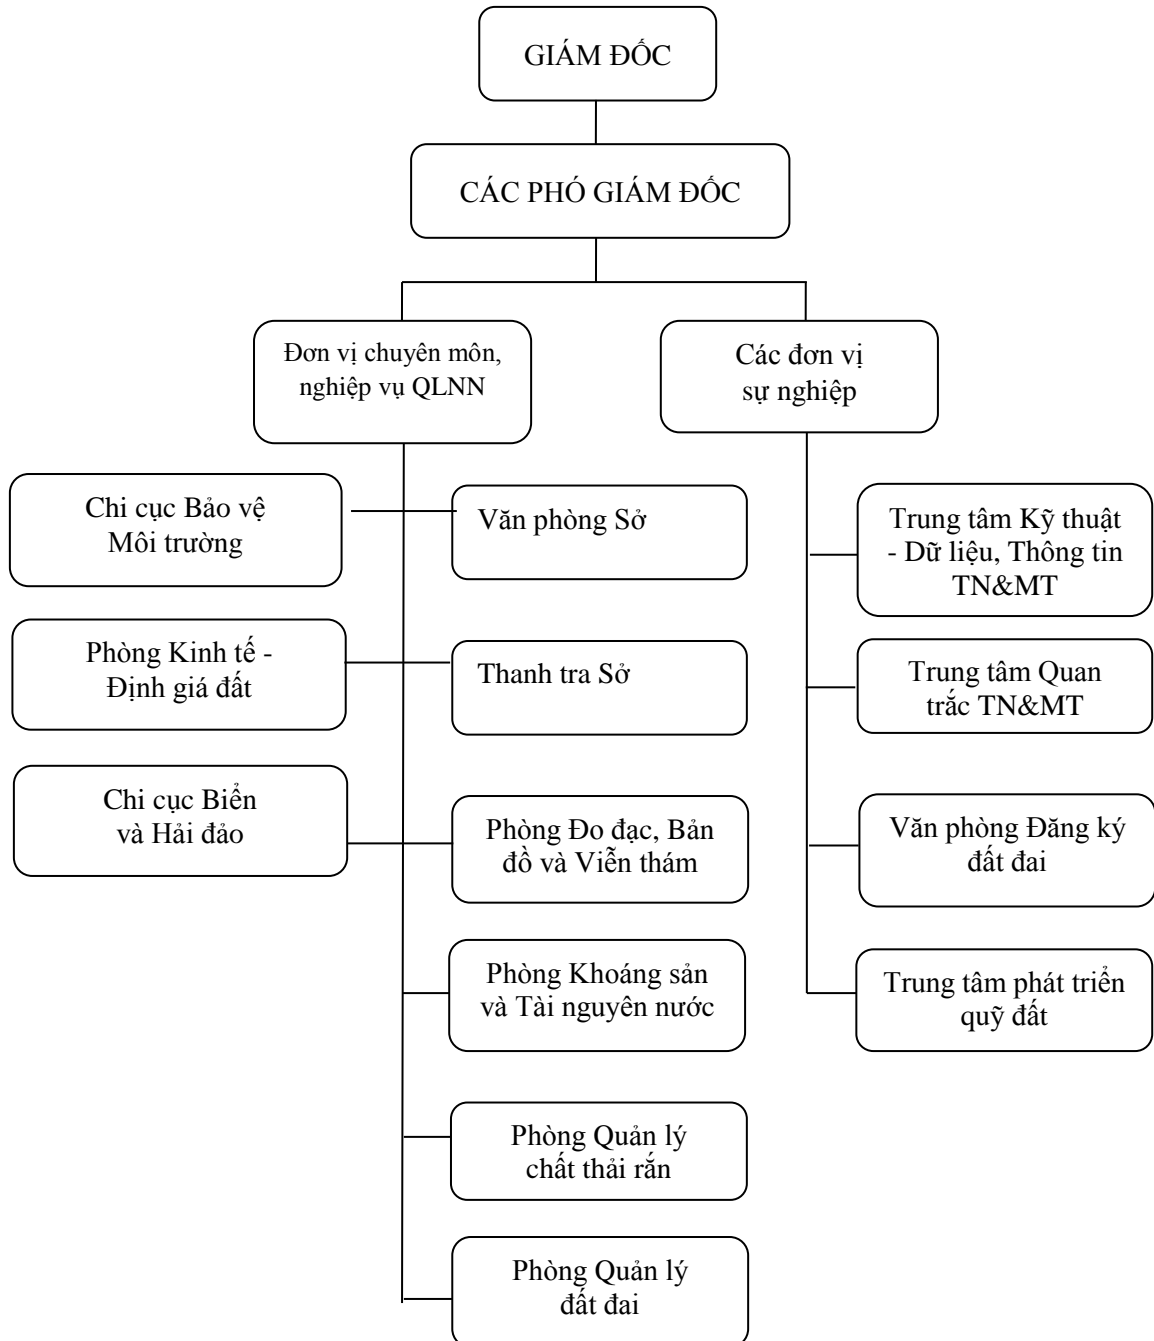 GIÁM ĐỐC
CÁC PHÓ GIÁM ĐỐC
Đơn vị chuyên môn,
nghiệp vụ QLNN
Các đơn vị
sự nghiệp
Chi cục Bảo vệ
Môi trường
Văn phòng Sở
Trung tâm Kỹ thuật
- Dữ liệu, Thông tin
TN&MT
Phòng Kinh tế -
Định giá đất
Thanh tra Sở
Trung tâm Quan
trắc TN&MT
Chi cục Biển
và Hải đảo
Phòng Đo đạc, Bản
đồ và Viễn thám
Văn phòng Đăng ký
đất đai
Phòng Khoáng sản
và Tài nguyên nước
Trung tâm phát triển
quỹ đất
Phòng Quản lý
chất thải rắn
Phòng Quản lý
đất đai